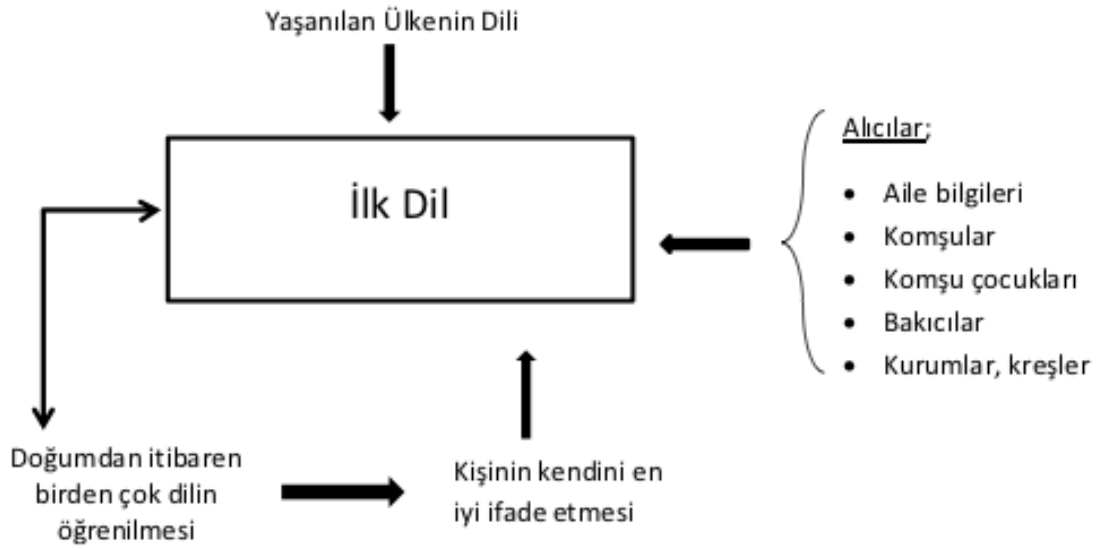 Yaşanılan Ülkenin Dili
İlk Dil
Alıcılar;
• Aile bilgileri
• Komşular
• Komşu çocukları
• Bakıcılar
• Kurumlar, kreşler
Doğumdan itibaren
birden çok dilin
öğrenilmesi
Kişinin kendini en
iyi ifade etmesi